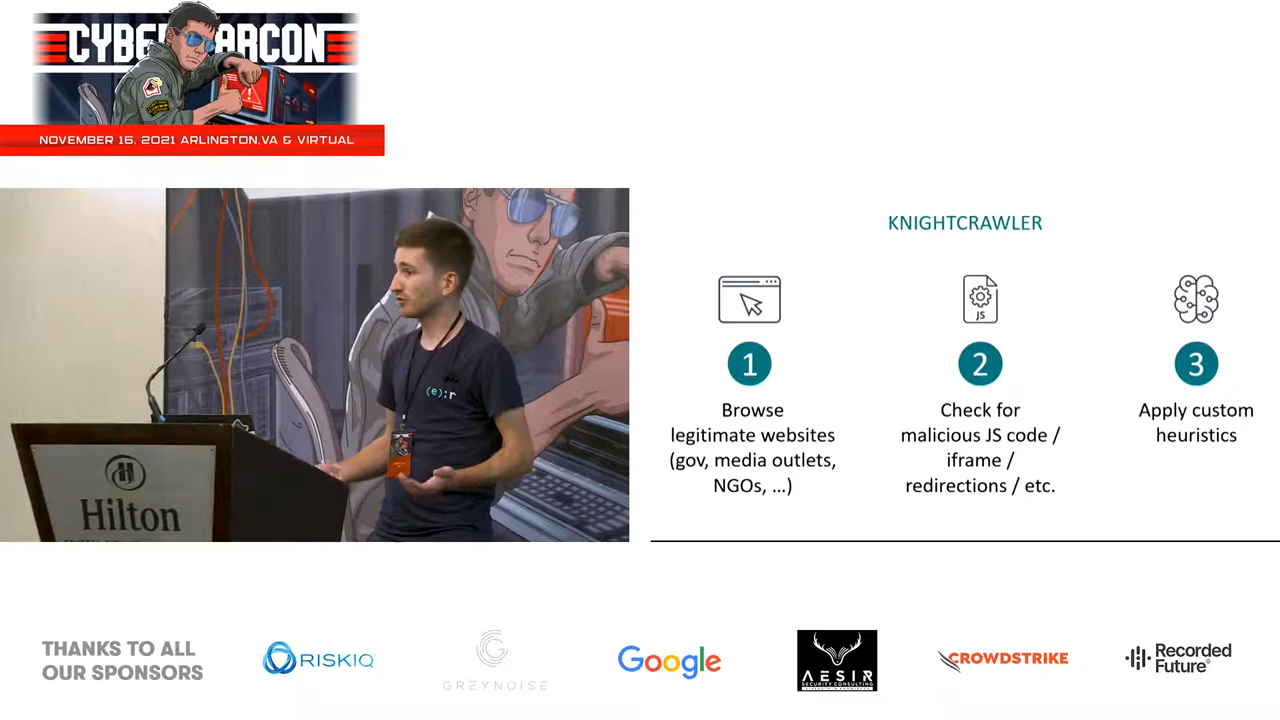 CYBERWARCON
NOVEMBER 16, 2021 ARLINGTON,VA & VIRTUAL
(e):r
Hilton
KNIGHTCRAWLER
JS
1
2
3
Browse
legitimate websites
(gov, media outlets,
NGOs, ...)
Check for
malicious JS code /
iframe /
redirections / etc.
Apply custom
heuristics
THANKS TO ALL
OUR SPONSORS
RISKIQ
GREYNOISE
Google
AESIR
SECURITY CONSULTING
CROWDSTRIKE
Recorded
Future